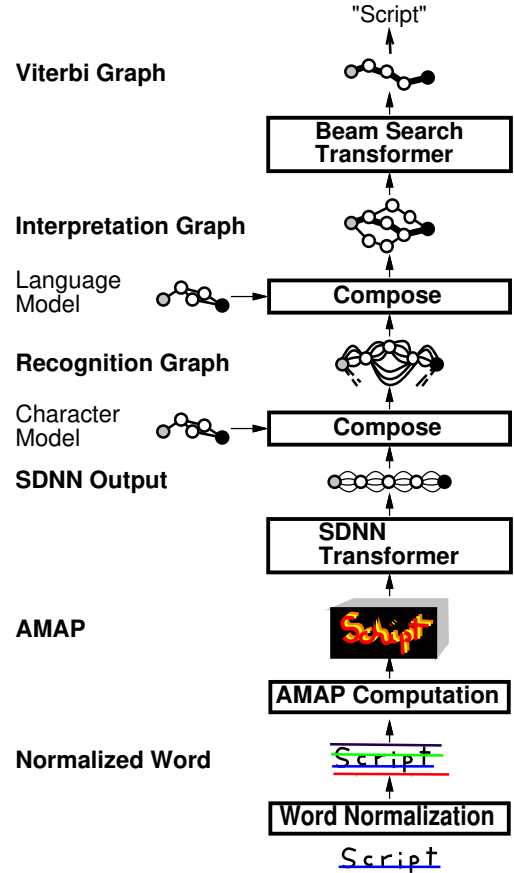 "Script"
Viterbi Graph
Beam Search
Transformer
Interpretation Graph
Language
Model
Compose
Recognition Graph
Character
Model
Compose
SDNN Output
SDNN
Transformer
AMAP
Script
AMAP Computation
Normalized Word
Script
Word Normalization
Script